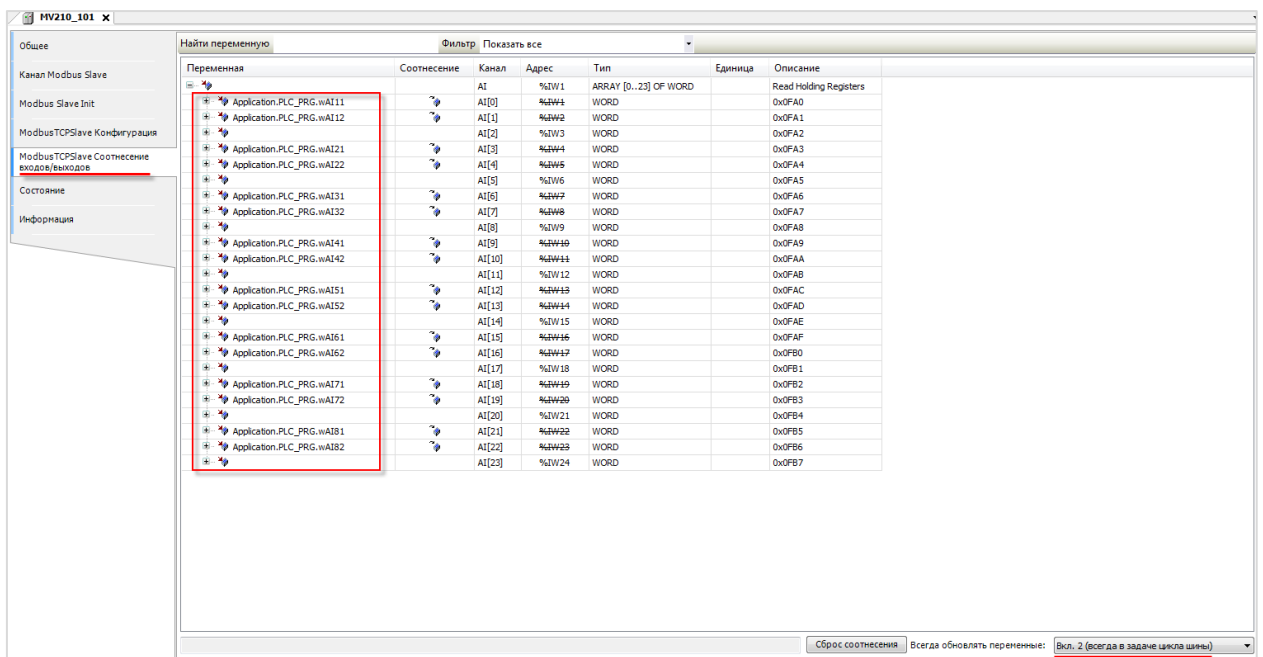 MV210_101 x
Общее
Канал Modbus Slave
Modbus Slave Init
ModbusTCPSlave Конфигурация
ModbusTCPSlave Соотнесение
входов/выходов
Состояние
Информация
Найти переменную Фильтр Показать все
Переменная Соотнесение Канал Адрес Тип Единица Описание
AI %IW1 ARRAY [0..23] OF WORD Read Holding Registers
Application.PLC_PRG.wAI11 AI[0] %IW1 WORD 0x0FA0
Application.PLC_PRG.wAI12 AI[1] %IW2 WORD 0x0FA1
AI[2] %IW3 WORD 0x0FA2
Application.PLC_PRG.wAI21 AI[3] %IW4 WORD 0x0FA3
Application.PLC_PRG.wAI22 AI[4] %IW5 WORD 0x0FA4
AI[5] %IW6 WORD 0x0FA5
Application.PLC_PRG.wAI31 AI[6] %IW7 WORD 0x0FA6
Application.PLC_PRG.wAI32 AI[7] %IW8 WORD 0x0FA7
AI[8] %IW9 WORD 0x0FA8
Application.PLC_PRG.wAI41 AI[9] %IW10 WORD 0x0FA9
Application.PLC_PRG.wAI42 AI[10] %IW11 WORD 0x0FAA
AI[11] %IW12 WORD 0x0FAB
Application.PLC_PRG.wAI51 AI[12] %IW13 WORD 0x0FAC
Application.PLC_PRG.wAI52 AI[13] %IW14 WORD 0x0FAD
AI[14] %IW15 WORD 0x0FAE
Application.PLC_PRG.wAI61 AI[15] %IW16 WORD 0x0FAF
Application.PLC_PRG.wAI62 AI[16] %IW17 WORD 0x0FB0
AI[17] %IW18 WORD 0x0FB1
Application.PLC_PRG.wAI71 AI[18] %IW19 WORD 0x0FB2
Application.PLC_PRG.wAI72 AI[19] %IW20 WORD 0x0FB3
AI[20] %IW21 WORD 0x0FB4
Application.PLC_PRG.wAI81 AI[21] %IW22 WORD 0x0FB5
Application.PLC_PRG.wAI82 AI[22] %IW23 WORD 0x0FB6
AI[23] %IW24 WORD 0x0FB7
Сброс соотнесения Всегда обновлять переменные: Вкл. 2 (всегда в задаче цикла шины)